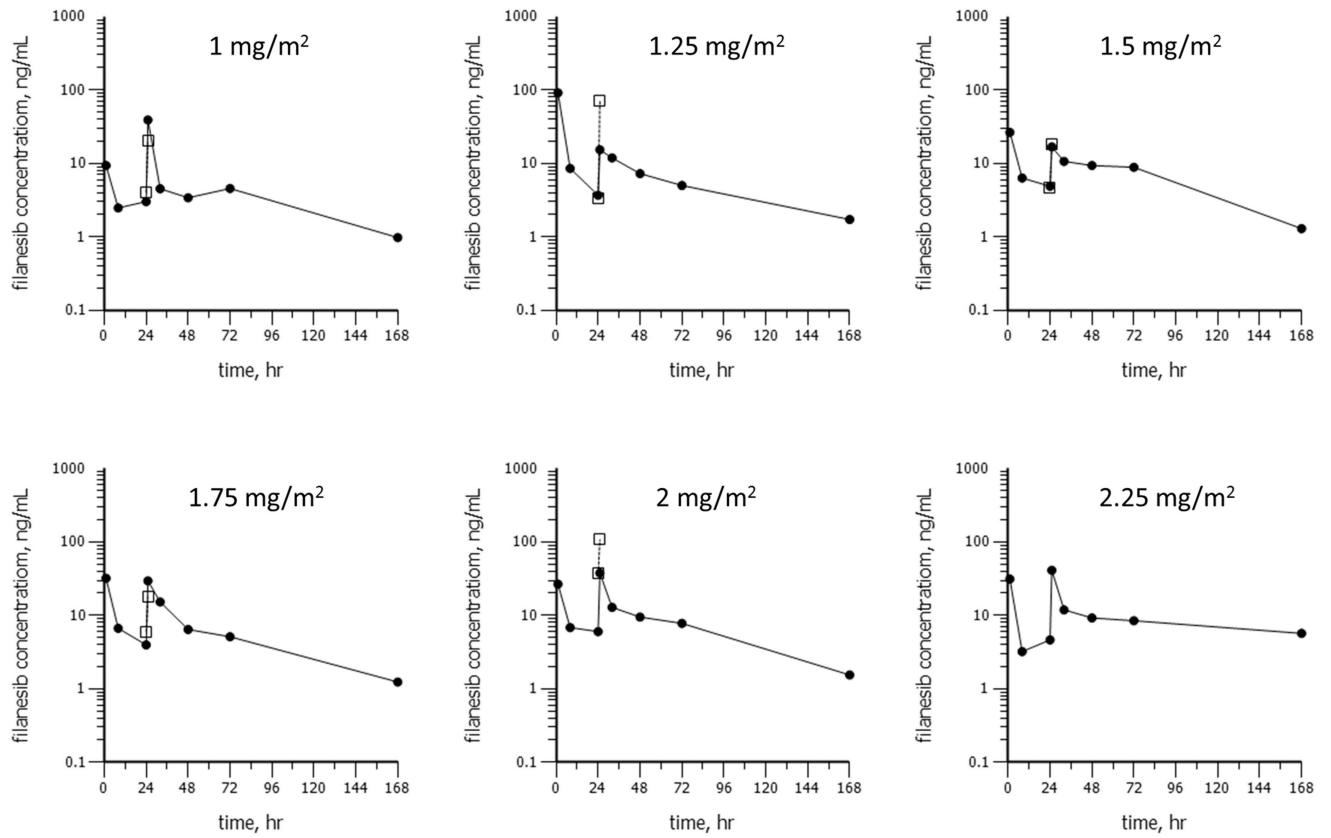 1 mg/m²
filanesib concentratiom, ng/mL
1000
100
10
1
0.1
0 24 48 72 96 120 144 168
time, hr
1.25 mg/m²
filanesib concentratiom, ng/mL
1000
100
10
1
0.1
0 24 48 72 96 120 144 168
time, hr
1.5 mg/m²
filanesib concentratiom, ng/mL
1000
100
10
1
0.1
0 24 48 72 96 120 144 168
time, hr
1.75 mg/m²
filanesib concentratiom, ng/mL
1000
100
10
1
0.1
0 24 48 72 96 120 144 168
time, hr
2 mg/m²
filanesib concentratiom, ng/mL
1000
100
10
1
0.1
0 24 48 72 96 120 144 168
time, hr
2.25 mg/m²
filanesib concentratiom, ng/mL
1000
100
10
1
0.1
0 24 48 72 96 120 144 168
time, hr